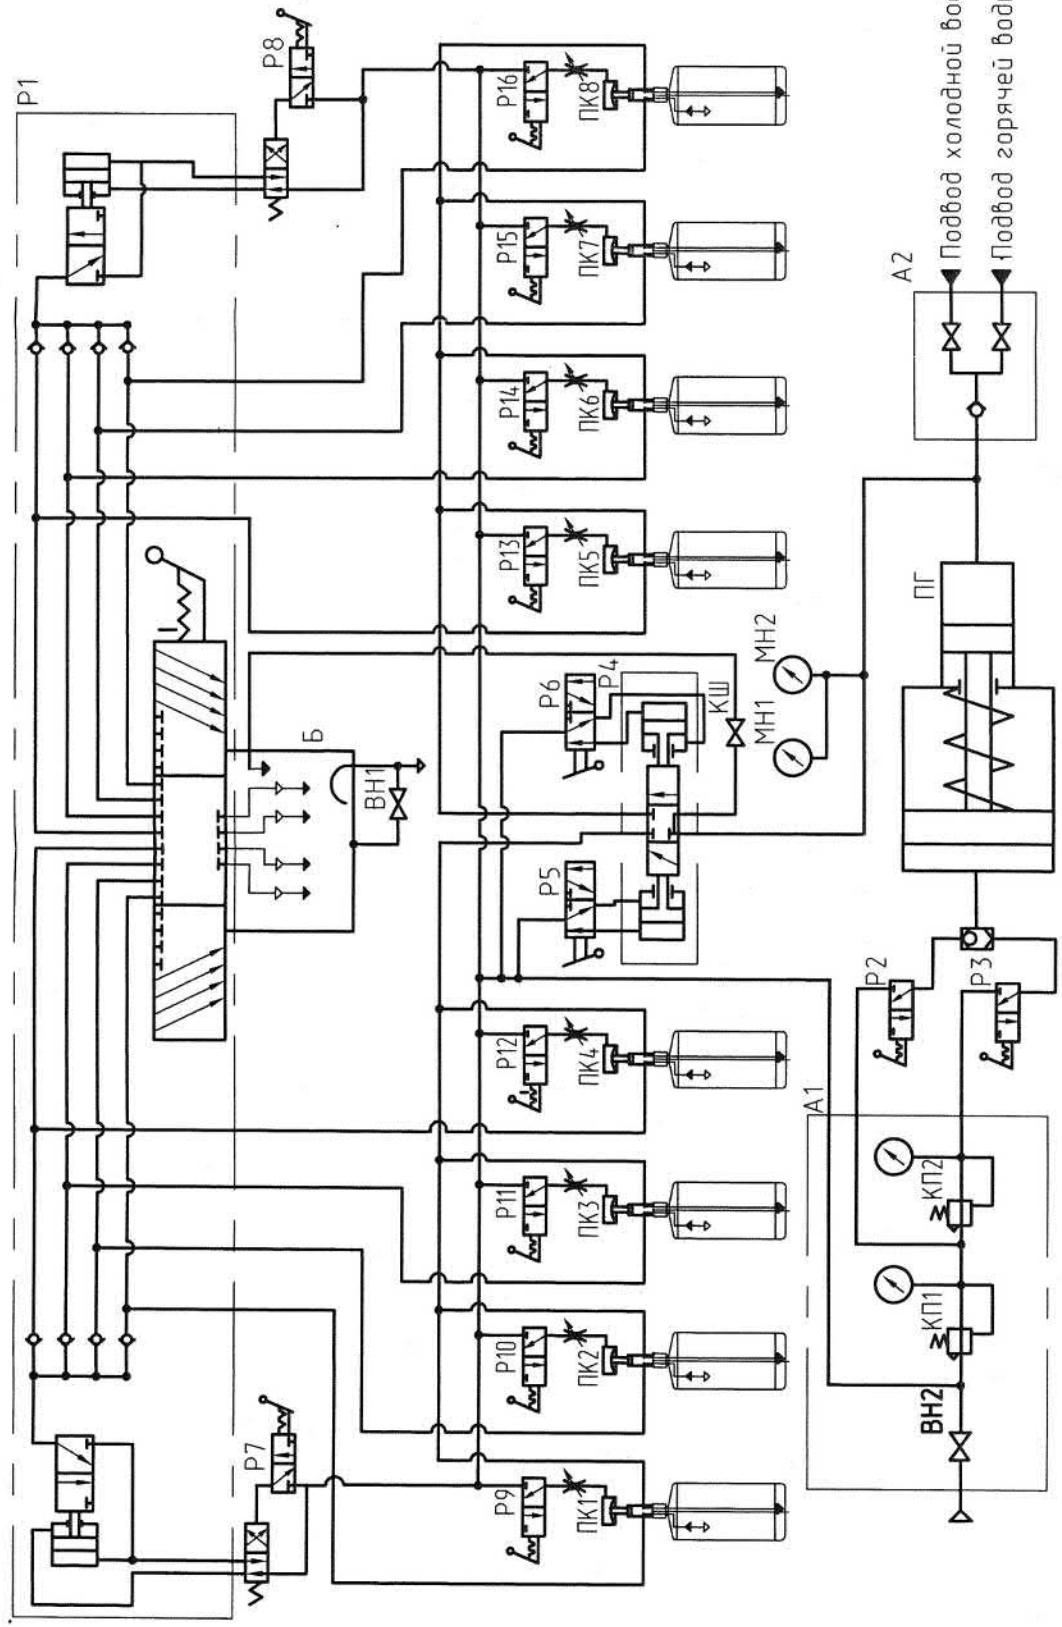 Р1
Р7
Р8
Б
ВН1
Р9
Р10
Р11
Р12
Р13
Р14
Р15
Р16
Р5
Р6
ПК1
ПК2
ПК3
ПК4
ПК5
ПК6
ПК7
ПК8
Р4
КШ
МН1
МН2
А1
Р2
А2
КП1
КП2
ПГ
ВН2
Р3
Подвод холодной во
Подвод горячей вод